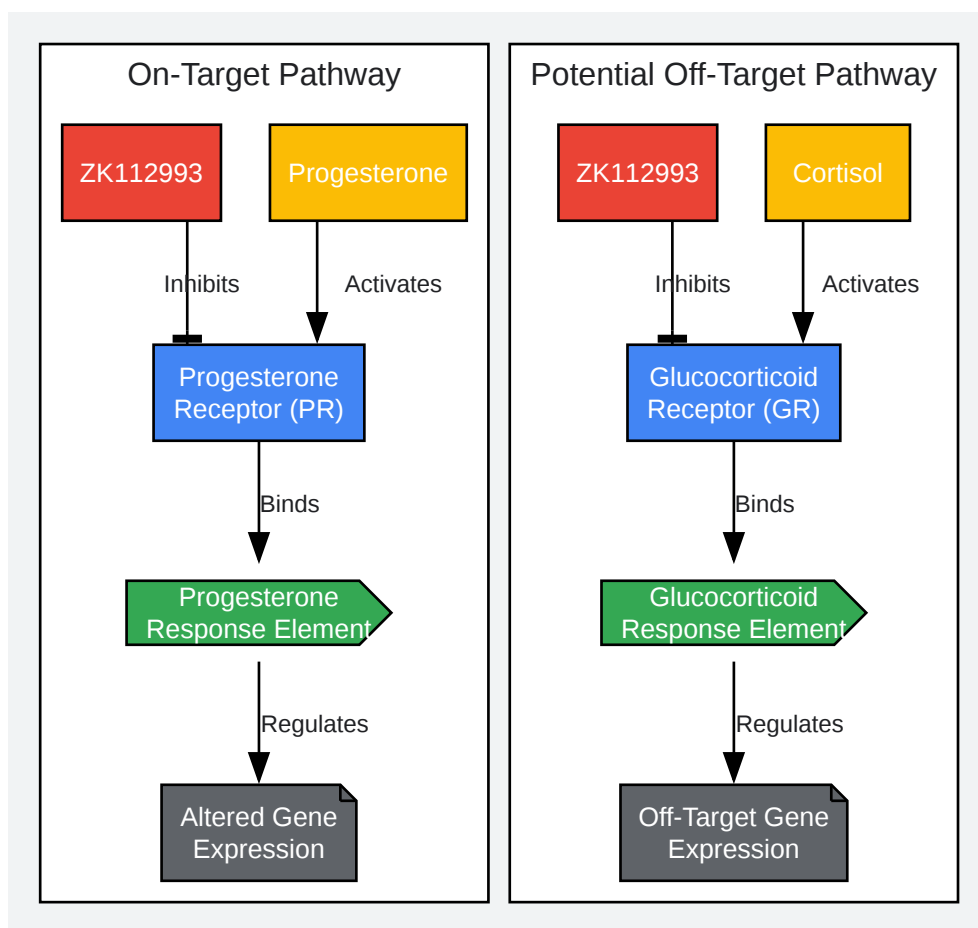 On-Target Pathway
ZK112993
Progesterone
Inhibits
Activates
Progesterone
Receptor (PR)
Binds
Progesterone
Response Element
Regulates
Altered Gene
Expression
Potential Off-Target Pathway
ZK112993
Cortisol
Inhibits
Activates
Glucocorticoid
Receptor (GR)
Binds
Glucocorticoid
Response Element
Regulates
Off-Target Gene
Expression